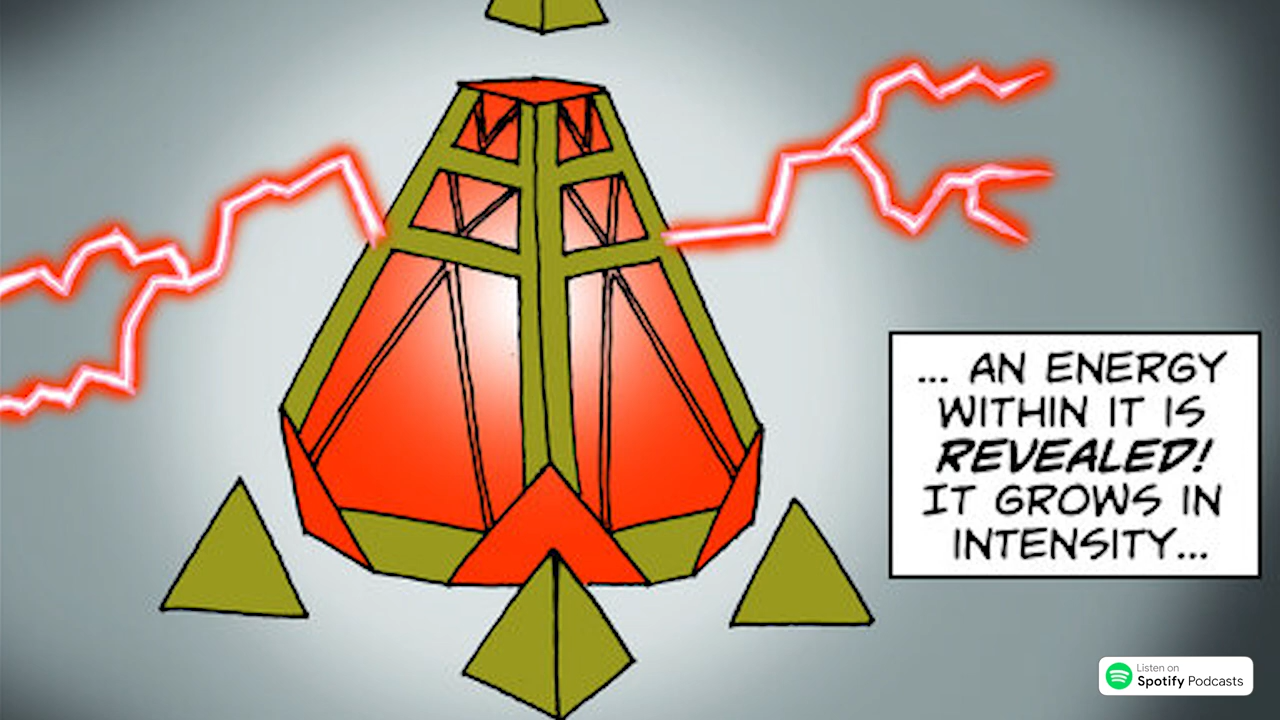 ... AN ENERGY
WITHIN IT IS
REVEALED!
IT GROWS IN
INTENSITY...
Listen on
Spotify Podcasts